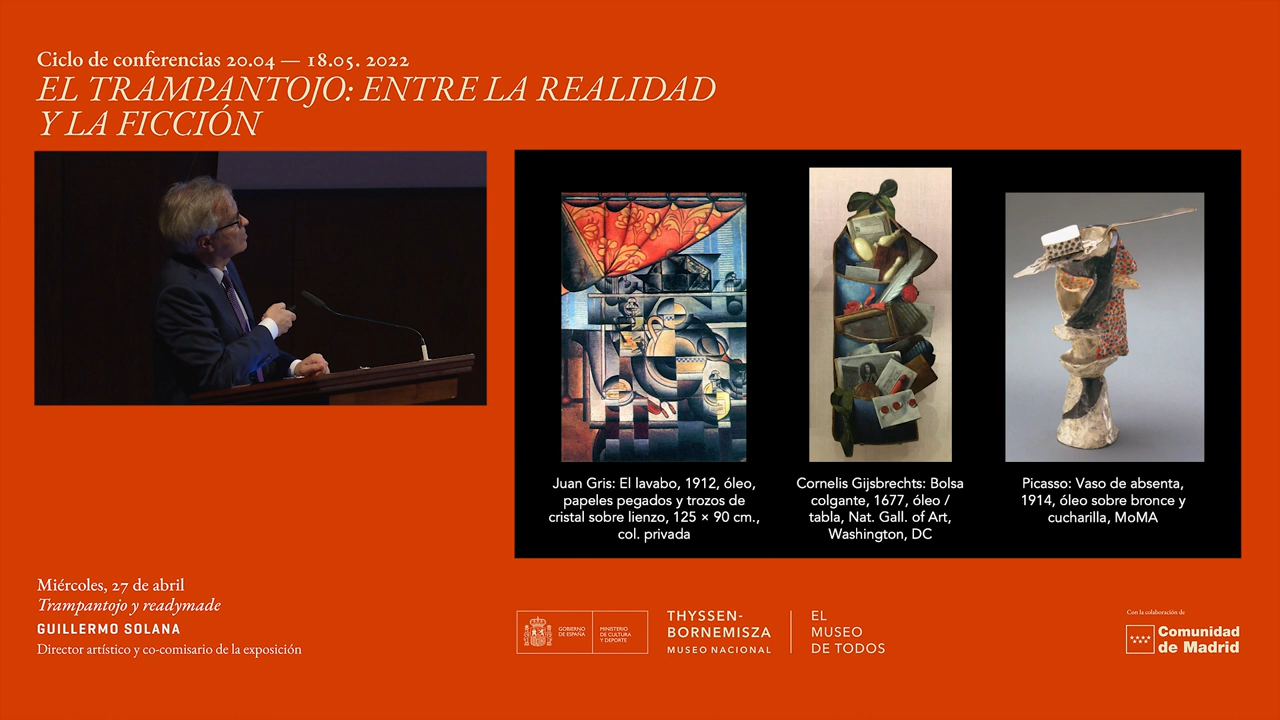 Ciclo de conferencias 20.04 — 18.05. 2022
EL TRAMPANTOJO: ENTRE LA REALIDAD
Y LA FICCIÓN
Juan Gris: El lavabo, 1912, óleo,
papeles pegados y trozos de
cristal sobre lienzo, 125 × 90 cm.,
col. privada
Cornelis Gijsbrechts: Bolsa
colgante, 1677, óleo /
tabla, Nat. Gall. of Art,
Washington, DC
Picasso: Vaso de absenta,
1914, óleo sobre bronce y
cucharilla, MoMA
Miércoles, 27 de abril
Trampantojo y readymade
GUILLERMO SOLANA
Director artístico y co-comisario de la exposición
GOBIERNO
DE ESPAÑA
MINISTERIO
DE CULTURA
Y DEPORTE
THYSSEN-
BORNEMISZA
MUSEO NACIONAL
EL
MUSEO
DE TODOS
Con la colaboración de
Comunidad
de Madrid